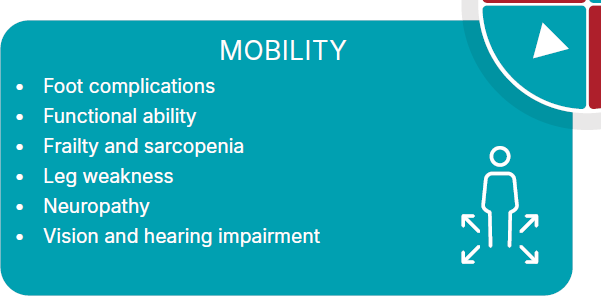 MOBILITY
• Foot complications
• Functional ability
• Frailty and sarcopenia
• Leg weakness
• Neuropathy
• Vision and hearing impairment